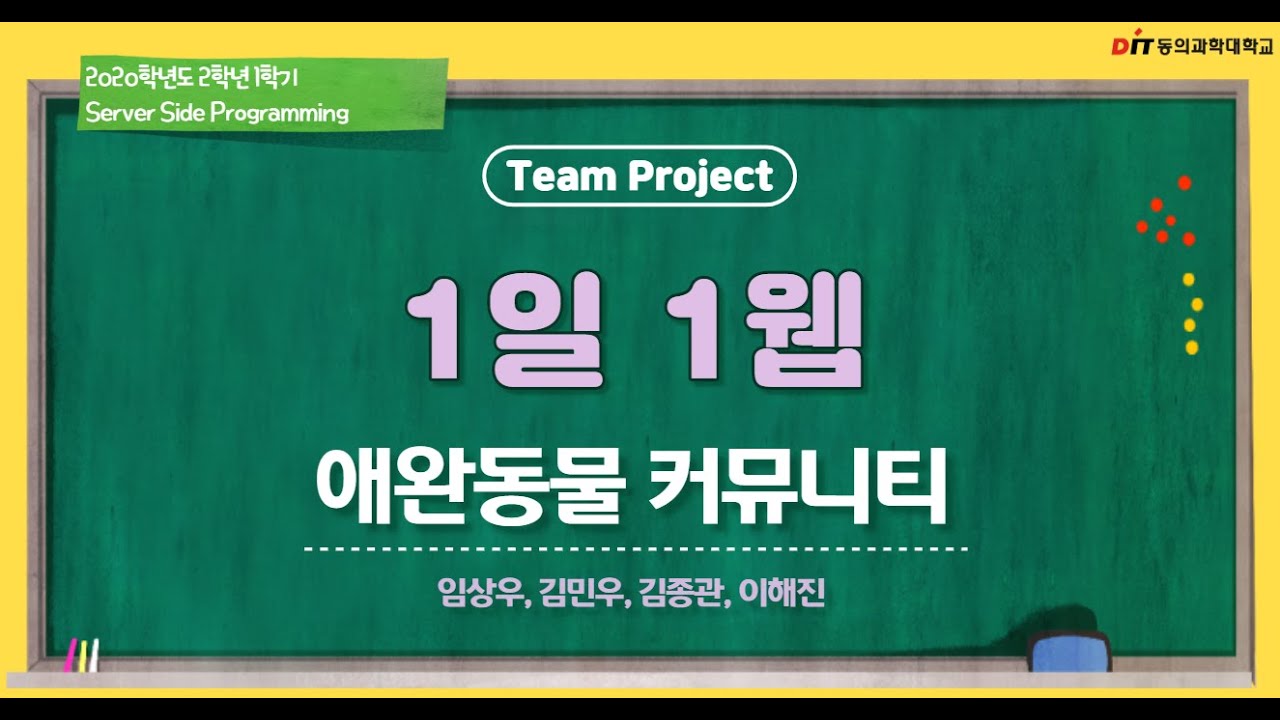 DIT 동의과학대학교
2020학년도 2학년 1학기
Server Side Programming
Team Project
1일 1웹
애완동물 커뮤니티
임상우, 김민우, 김종관, 이해진